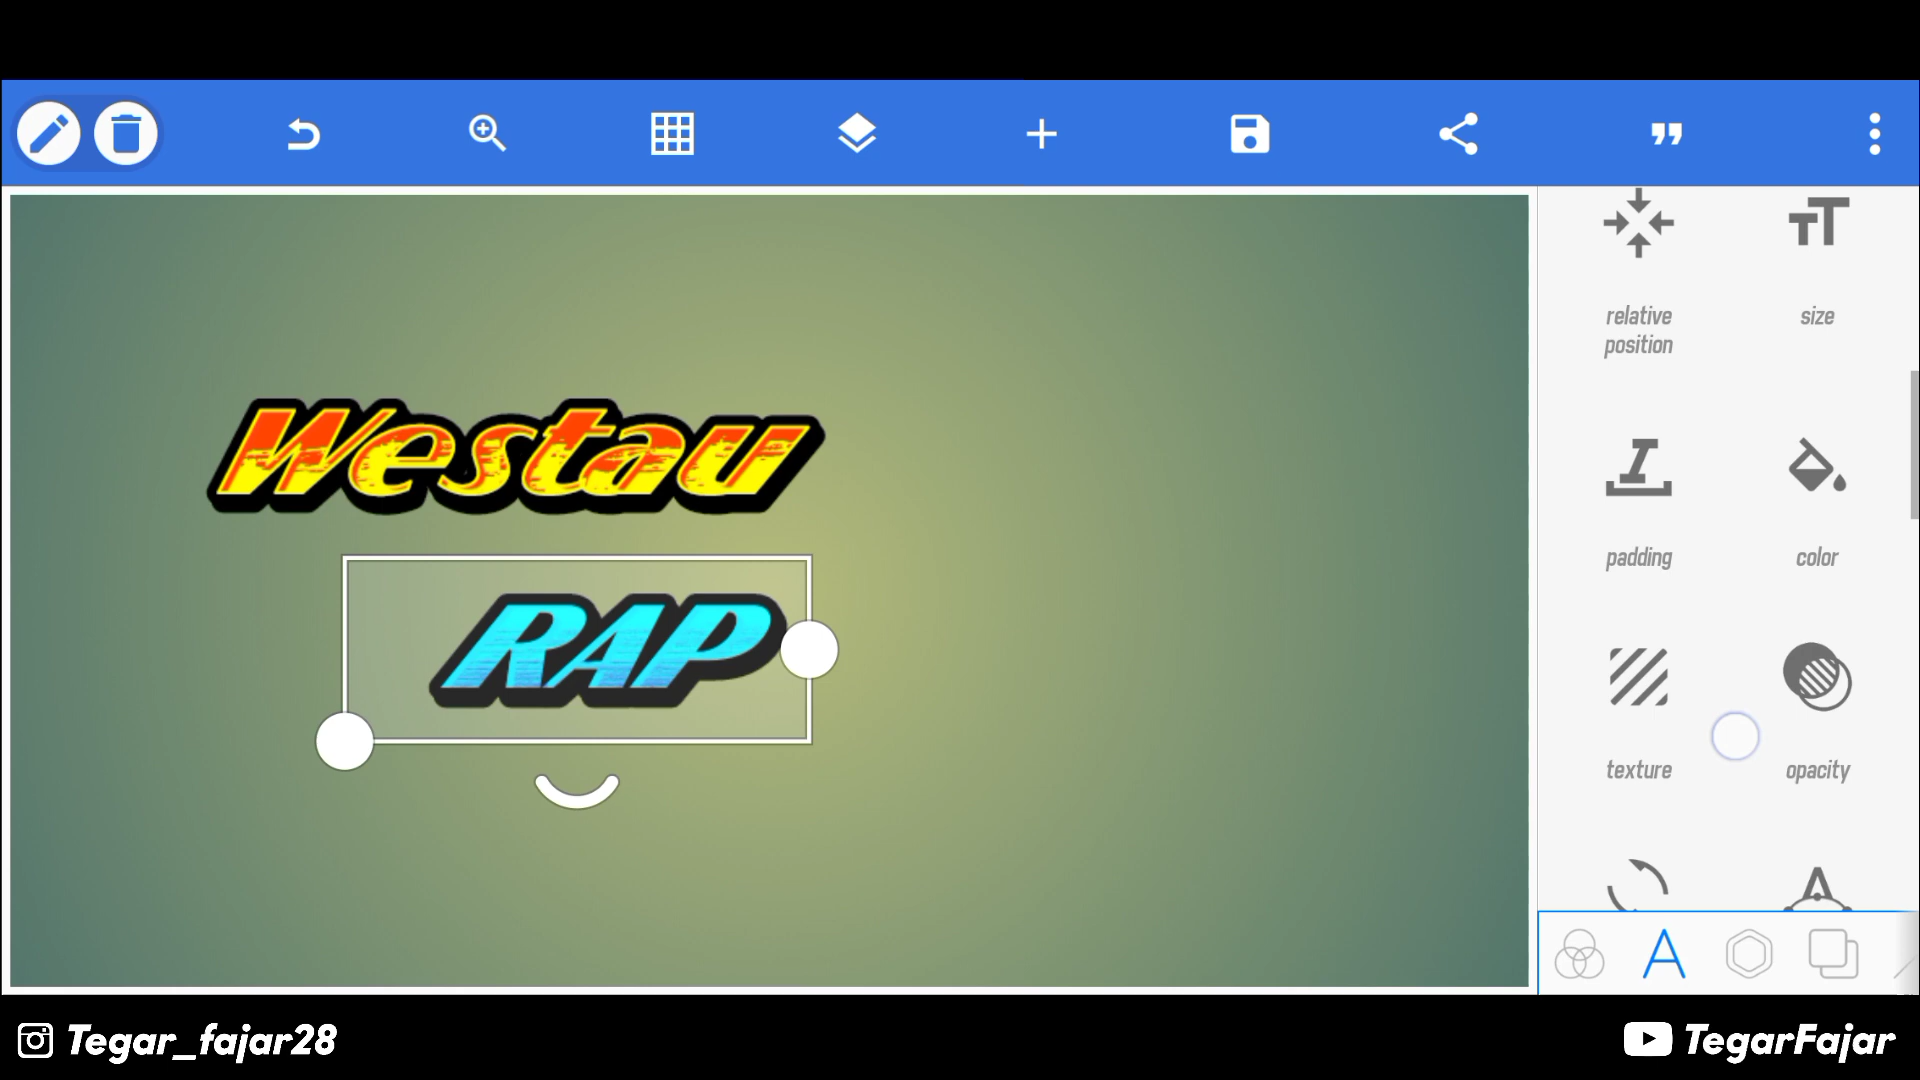 relative
position
size
Westau
padding
color
RAP
texture
opacity
Tegar_fajar28
TegarFajar